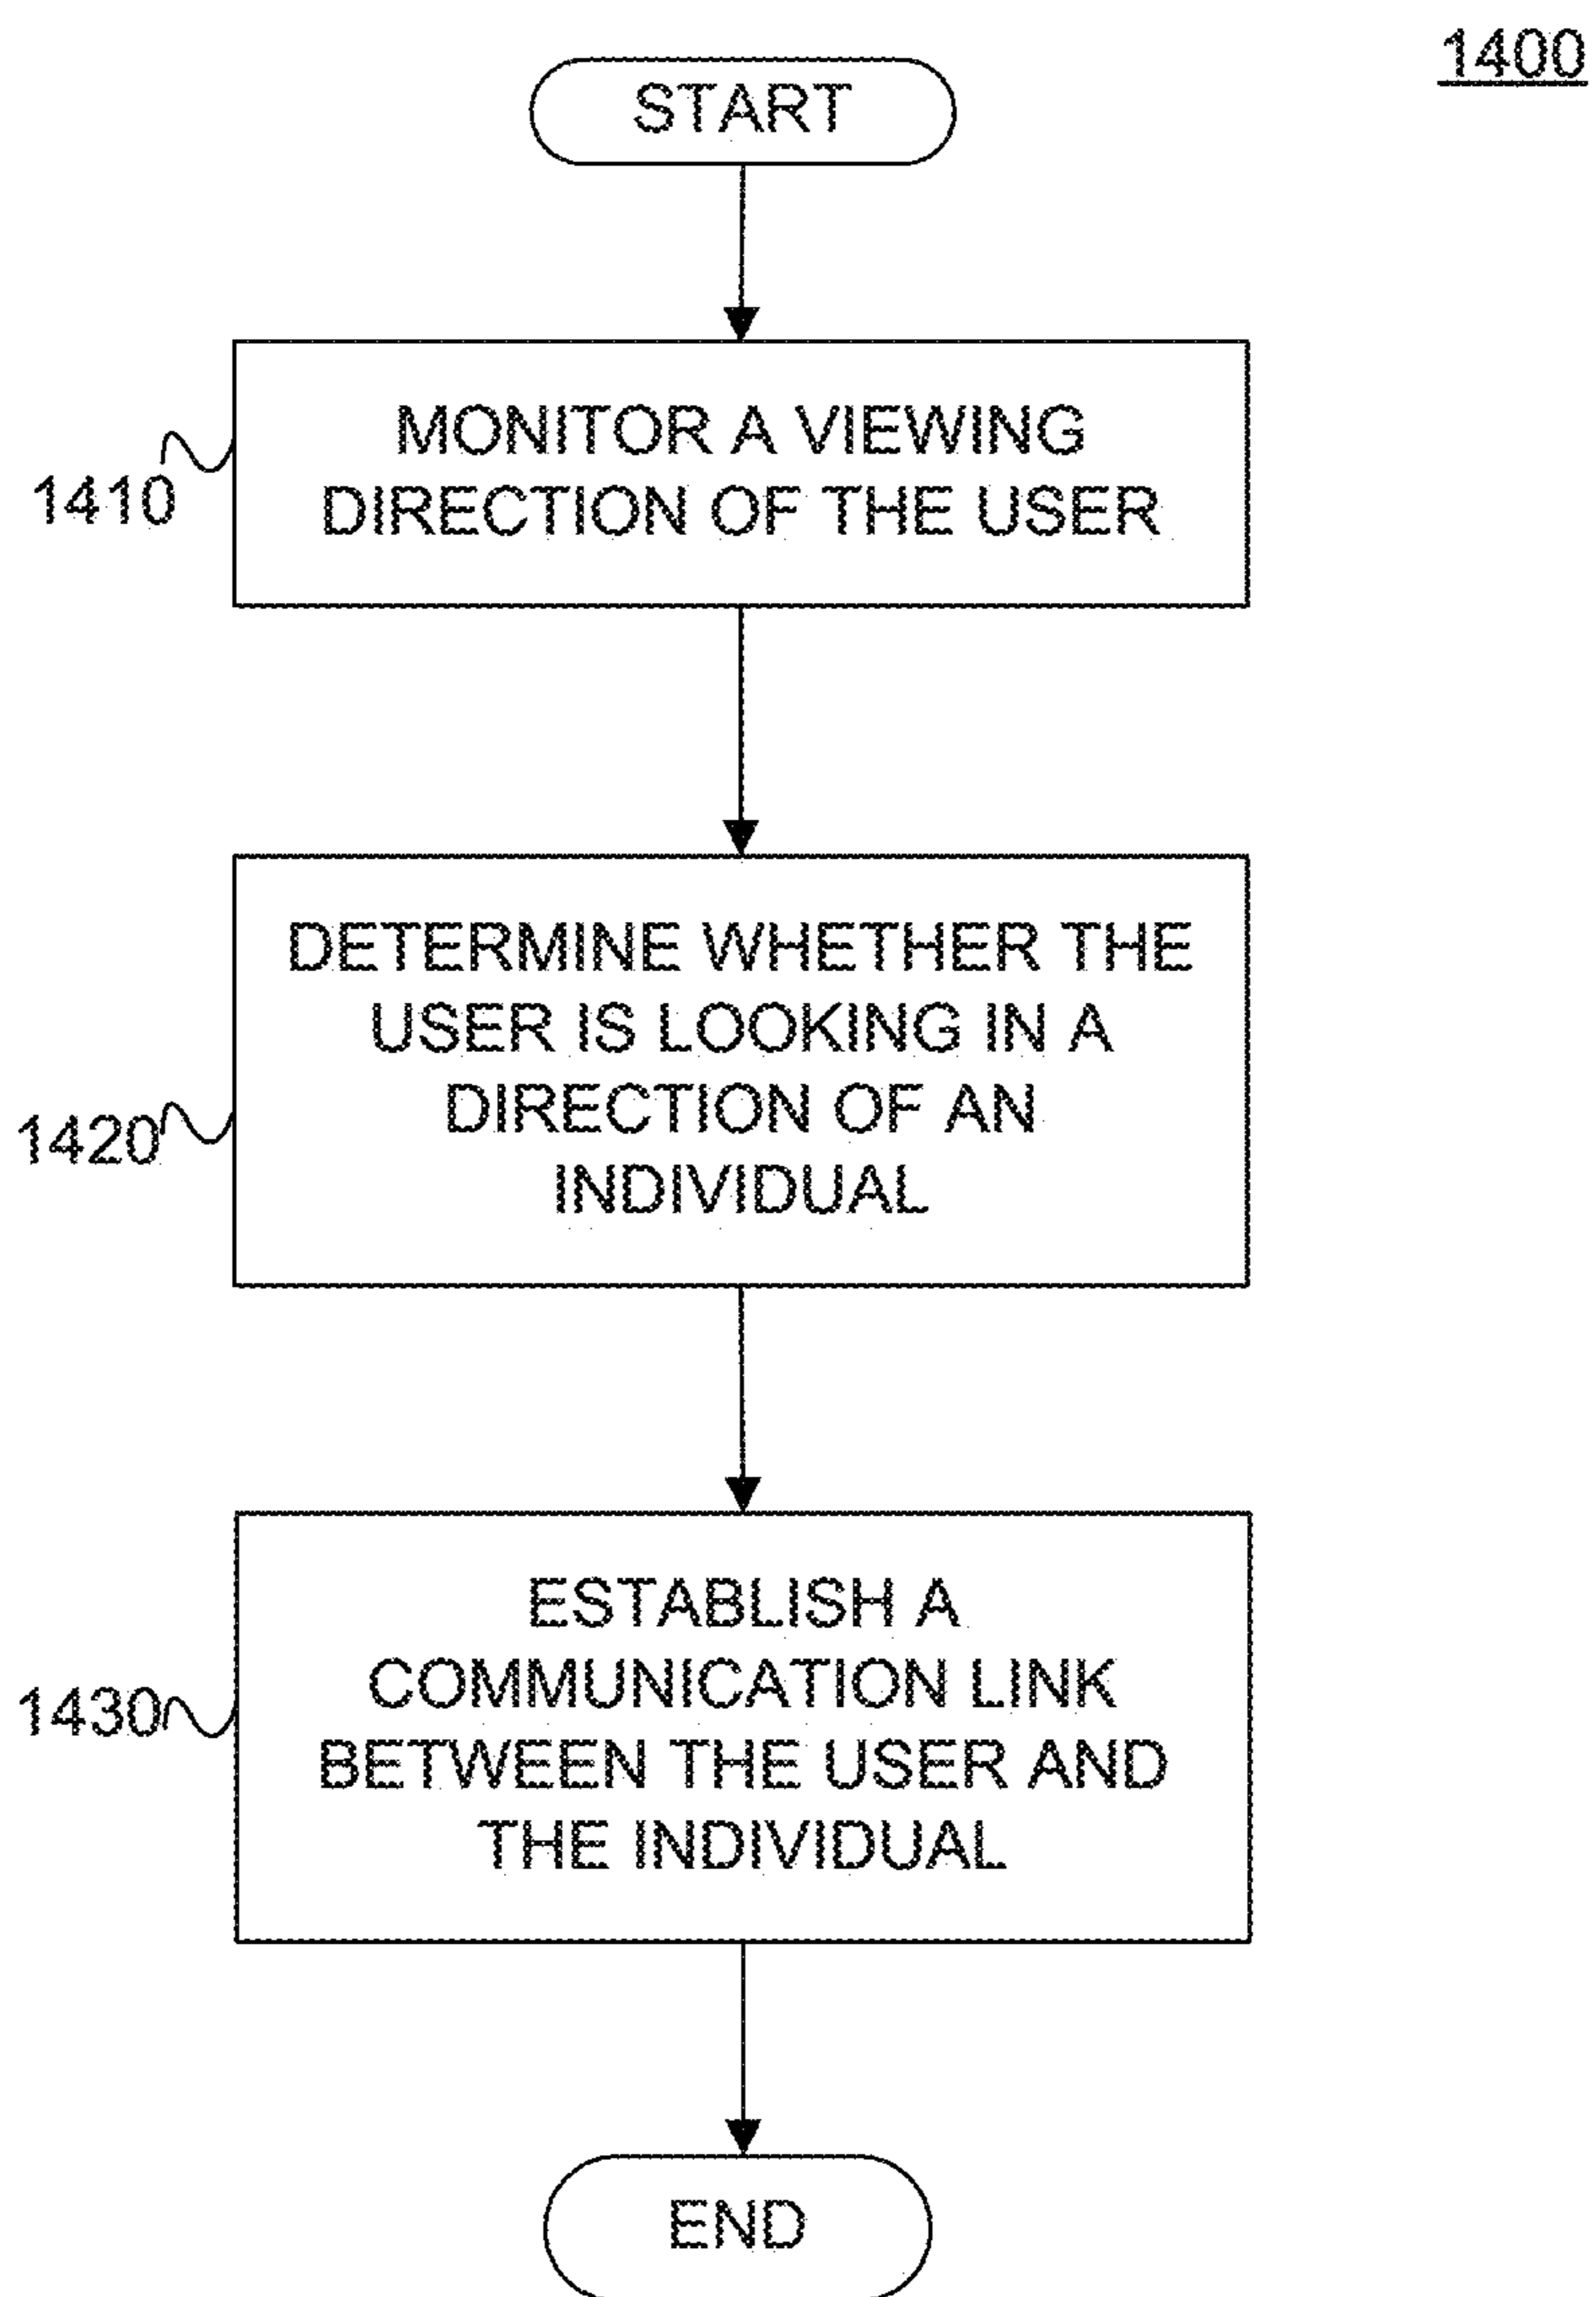 1400
START
1410
MONITOR A VIEWING
DIRECTION OF THE USER
1420
DETERMINE WHETHER THE
USER IS LOOKING IN A
DIRECTION OF AN
INDIVIDUAL
1430
ESTABLISH A
COMMUNICATION LINK
BETWEEN THE USER AND
THE INDIVIDUAL
END